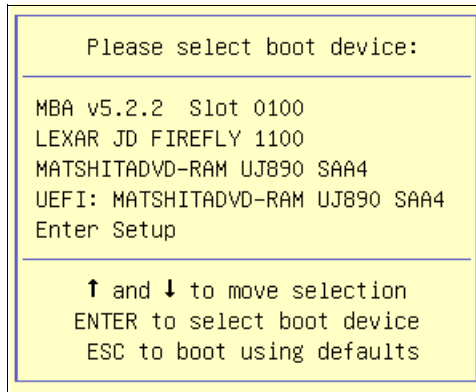 Please select boot device:
MBA v5.2.2  Slot 0100
LEXAR JD FIREFLY 1100
MATSHITADVD-RAM UJ890 SAA4
UEFI: MATSHITADVD-RAM UJ890 SAA4
Enter Setup
↑ and ↓ to move selection
ENTER to select boot device
ESC to boot using defaults